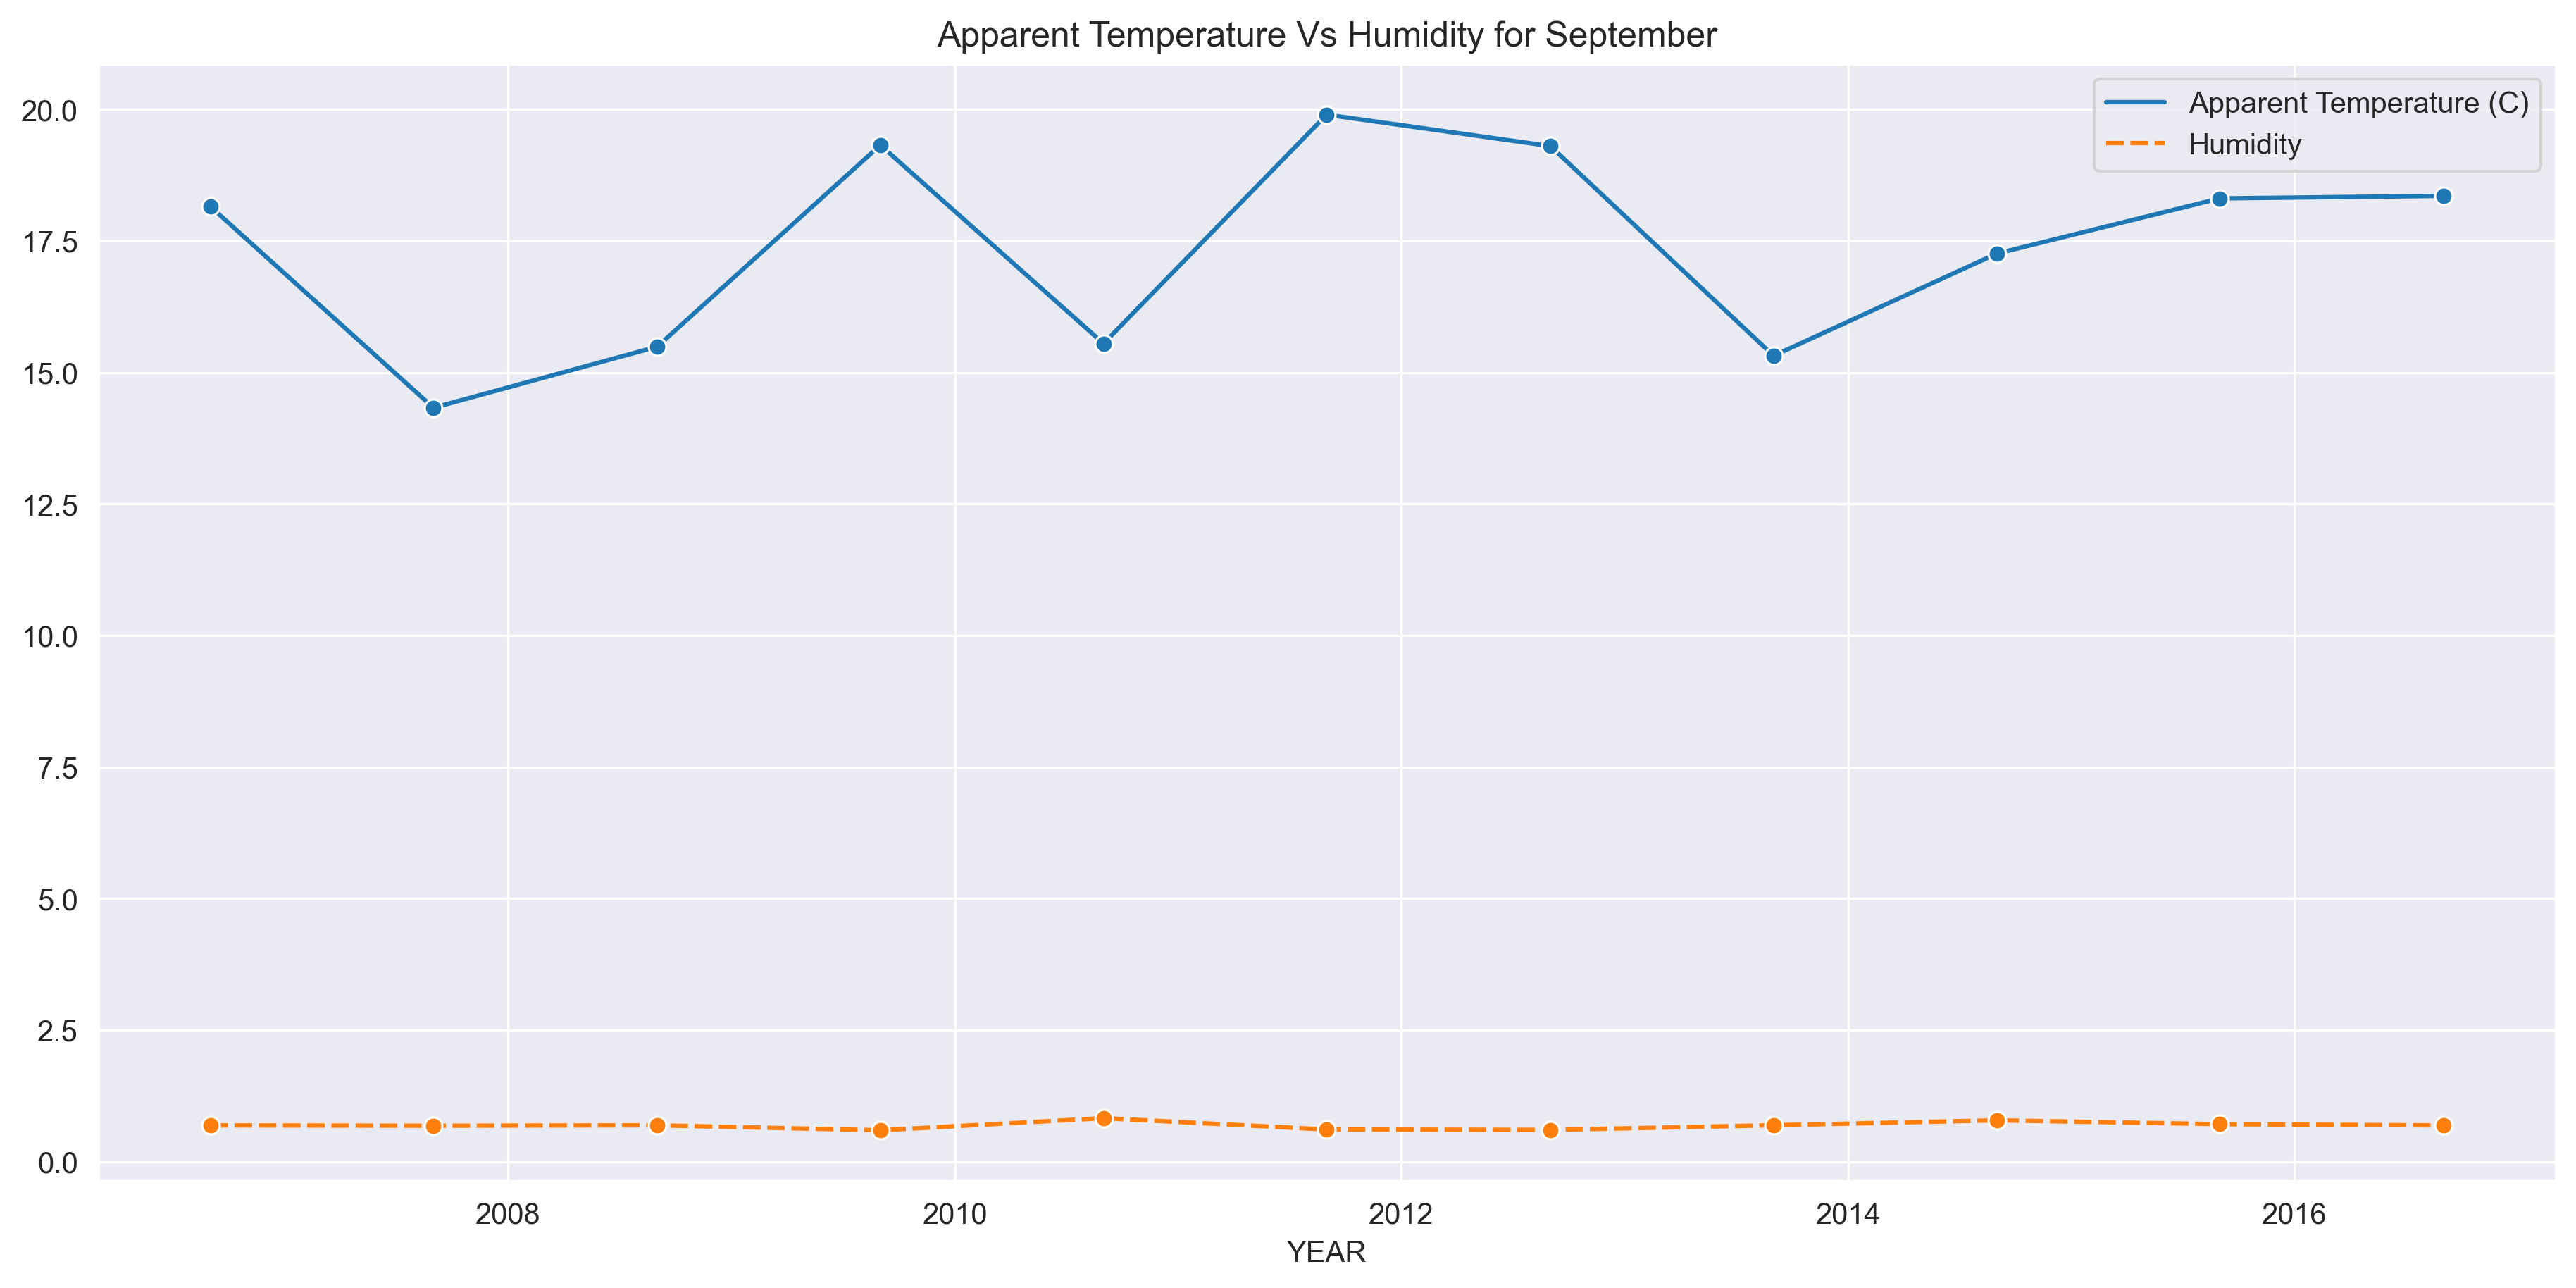 Apparent Temperature Vs Humidity for September
Apparent Temperature (C)
Humidity
20.0
17.5
15.0
12.5
10.0
7.5
5.0
2.5
0.0
2008 2010 2012 2014 2016
YEAR